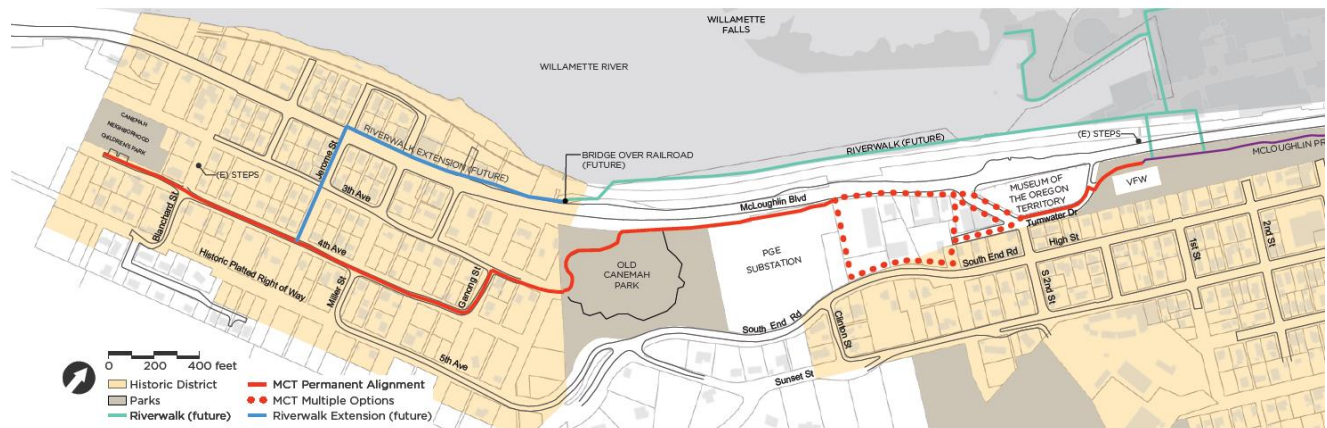 WILLAMETTE
FALLS
WILLAMETTE RIVER
CANEMAH
NEIGHBORHOOD
CHILDREN'S PARK
(E) STEPS
Jerome St
RIVERWALK EXTENSION (FUTURE)
3th Ave
BRIDGE OVER RAILROAD
(FUTURE)
RIVERWALK (FUTURE)
(E) STEPS
MCLOUGHLIN PR
VFW
MUSEUM OF
THE OREGON
TERRITORY
Tumwater Dr
McLoughlin Blvd
Blanchard St
4th Ave
Historic Platted Right of Way
Miller St
Ganong St
5th Ave
OLD
CANEMAH
PARK
PGE
SUBSTATION
South End Rd
High St
1st St
2nd St
S 2nd St
South End Rd
Clinton St
Sunset St
0 200 400 feet
Historic District
Parks
Riverwalk (future)
MCT Permanent Alignment
MCT Multiple Options
Riverwalk Extension (future)